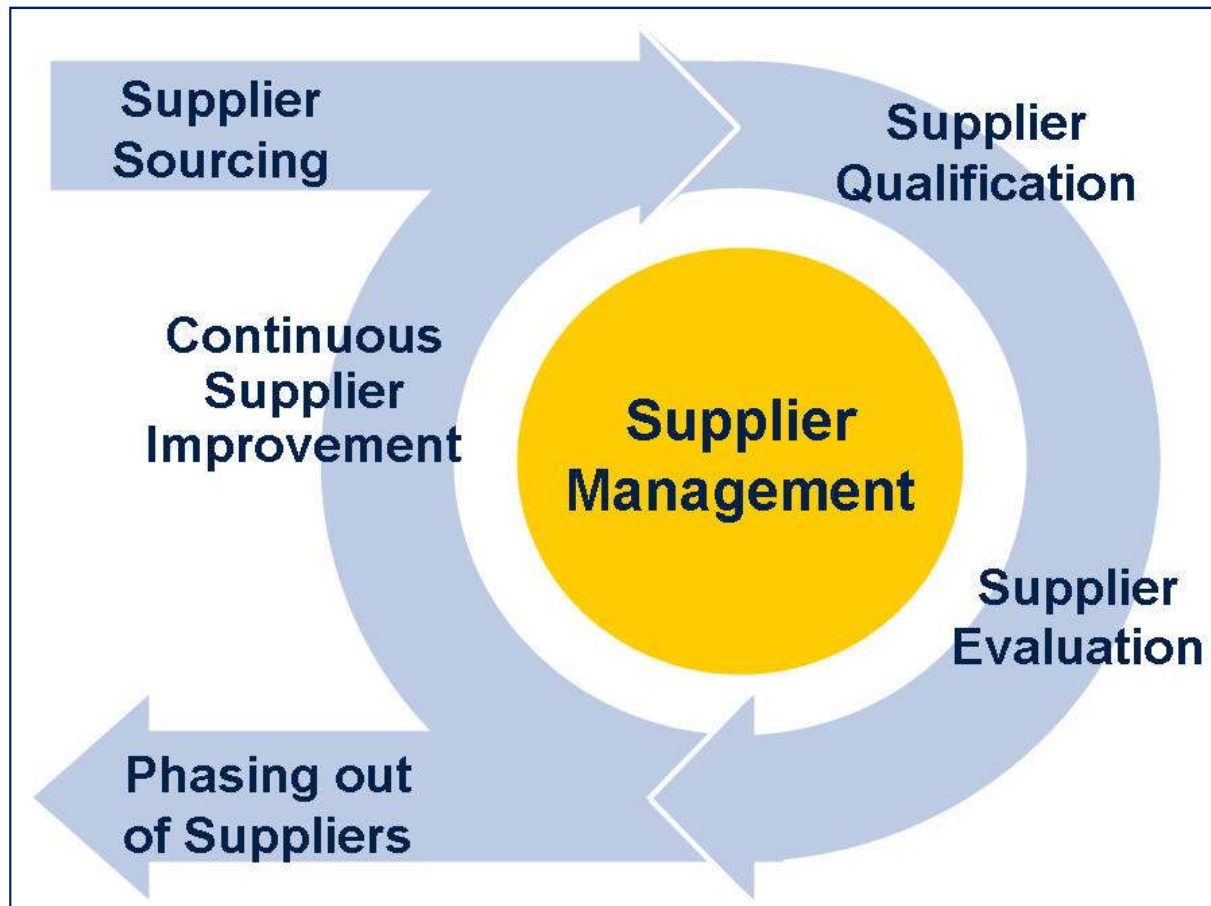 Supplier
Sourcing
Supplier
Qualification
Continuous
Supplier
Improvement
Supplier
Management
Supplier
Evaluation
Phasing out
of Suppliers